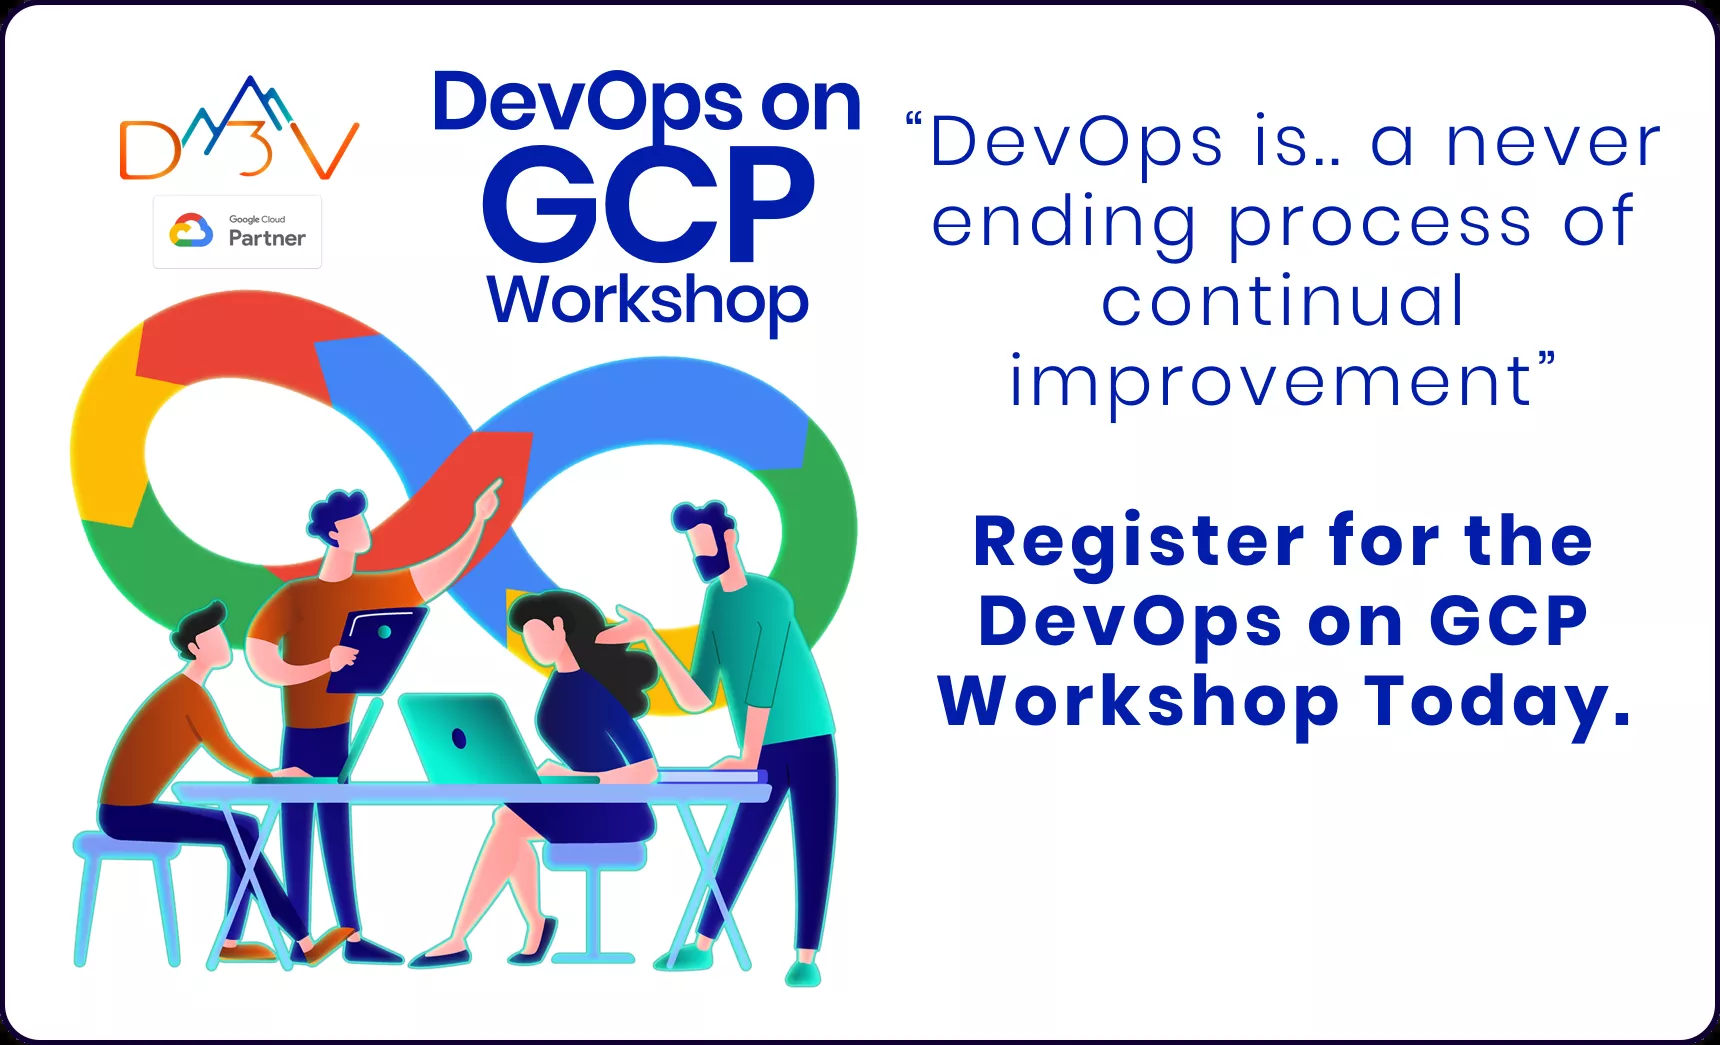 DM3V
Google Cloud
Partner
DevOps on
GCP
Workshop
“DevOps is.. a never
ending process of
continual
improvement”
Register for the
DevOps on GCP
Workshop Today.